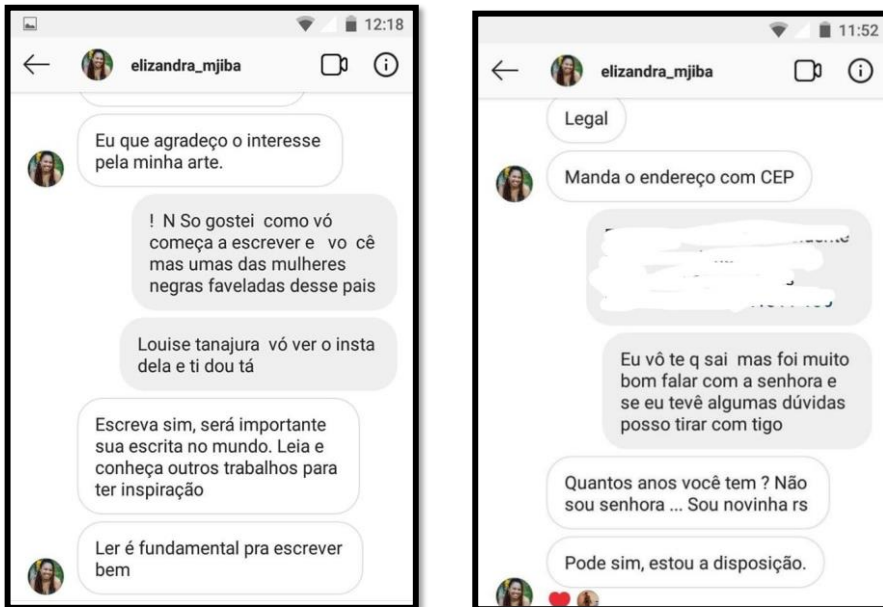 12:18
elizandra_mjiba
Eu que agradeço o interesse
pela minha arte.
! N So gostei como vó
começa a escrever e vo cê
mas umas das mulheres
negras faveladas desse pais
Louise tanajura vó ver o insta
dela e ti dou tá
Escreva sim, será importante
sua escrita no mundo. Leia e
conheça outros trabalhos para
ter inspiração
Ler é fundamental pra escrever
bem
11:52
elizandra_mjiba
Legal
Manda o endereço com CEP
Eu vô te q sai mas foi muito
bom falar com a senhora e
se eu tevê algumas dúvidas
posso tirar com tigo
Quantos anos você tem ? Não
sou senhora ... Sou novinha rs
Pode sim, estou a disposição.